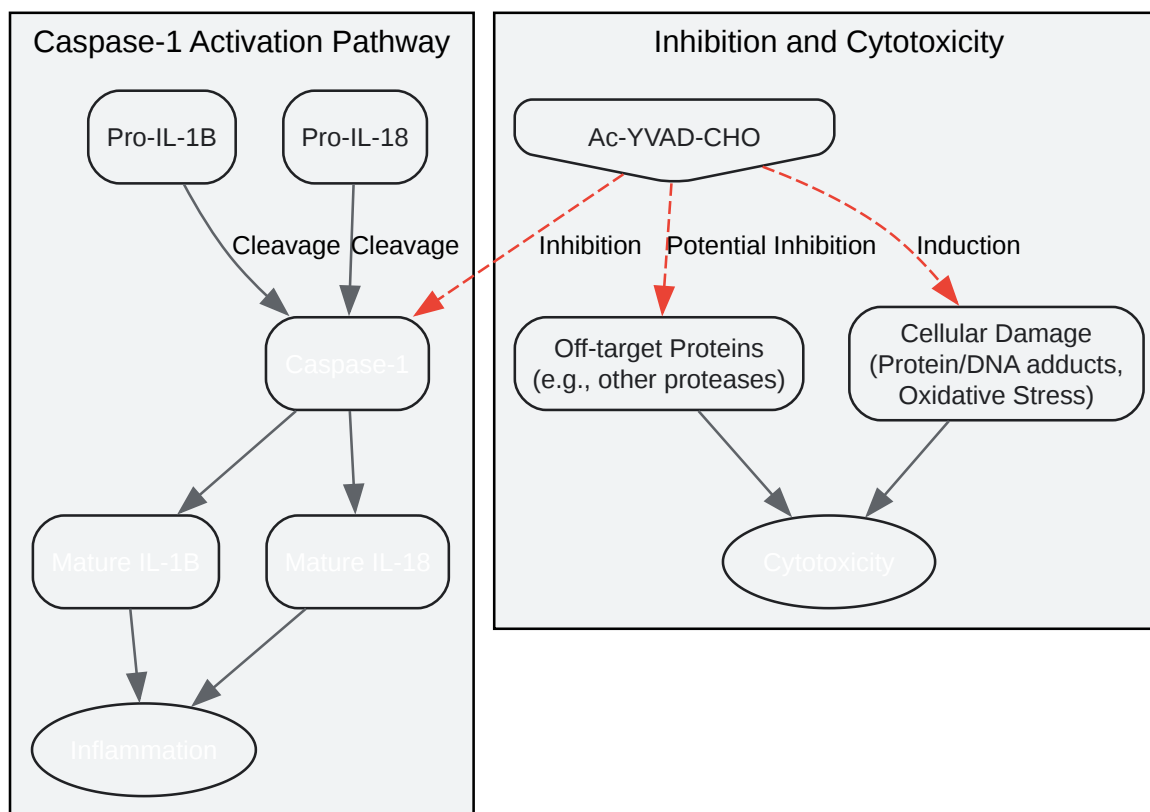 Caspase-1 Activation Pathway
Inhibition and Cytotoxicity
Pro-IL-1B
Pro-IL-18
Ac-YVAD-CHO
Cleavage
Cleavage
Inhibition
Potential Inhibition
Induction
Caspase-1
Off-target Proteins
(e.g., other proteases)
Cellular Damage
(Protein/DNA adducts,
Oxidative Stress)
Mature IL-1B
Mature IL-18
Cytotoxicity
Inflammation